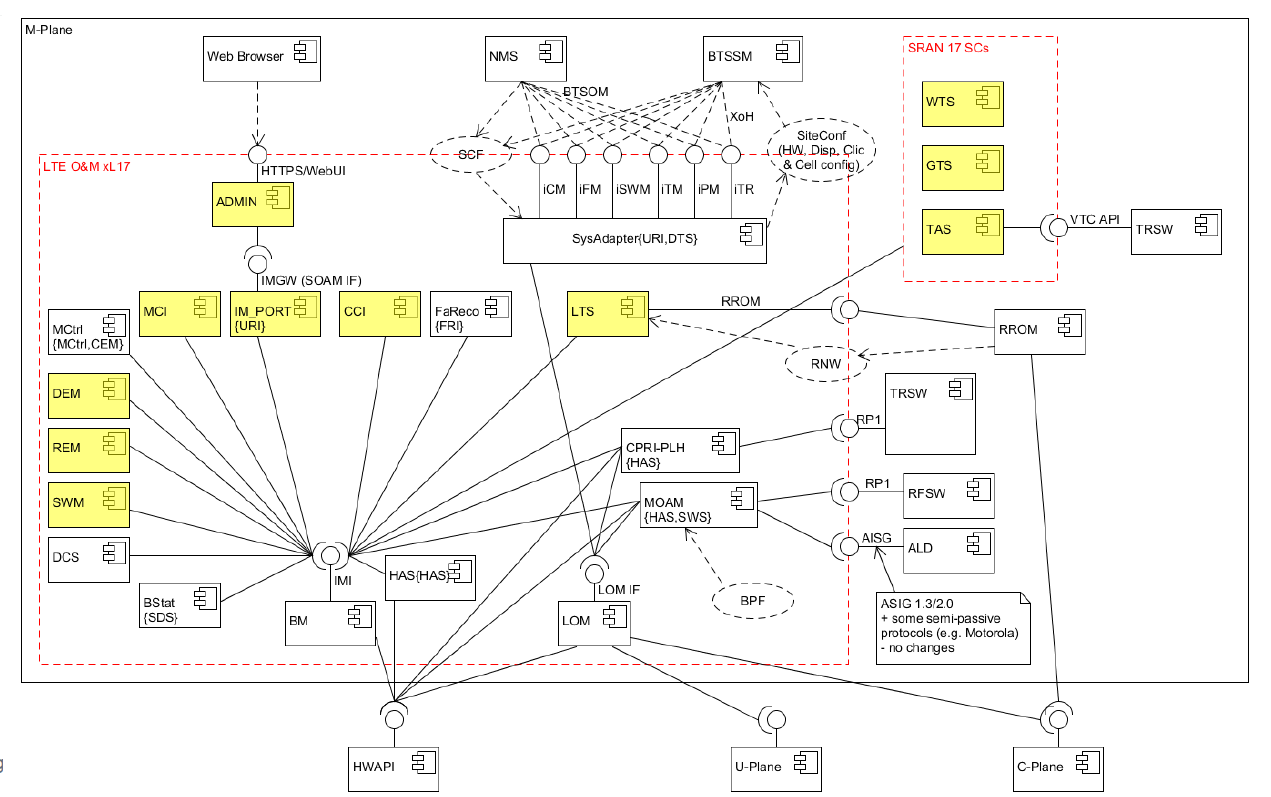 M-Plane
Web Browser
NMS
BTSSM
SRAN 17 SCs
BTSOM
XoH
WTS
SiteConf
(HW, Disp, Clic
& Cell config)
SCF
LTE O&M xL17
HTTPS/WebUI
GTS
iCM
iFM
iSWM
iTM
iPM
iTR
ADMIN
TAS
VTC API
TRSW
SysAdapter{URI,DTS}
IMGW (SOAM IF)
MCI
IM_PORT
{URI}
CCI
FaReco
{FRI}
LTS
RROM
RROM
MCtrl
{MCtrl,CEM}
RNW
DEM
TRSW
RP1
REM
CPRI-PLH
{HAS}
RP1
RFSW
SWM
MOAM
{HAS,SWS}
AISG
ALD
DCS
IMI
HAS{HAS}
LOM IF
BPF
BStat
{SDS}
BM
LOM
ASIG 1.3/2.0
+ some semi-passive
protocols (e.g. Motorola)
- no changes
HWAPI
U-Plane
C-Plane
g